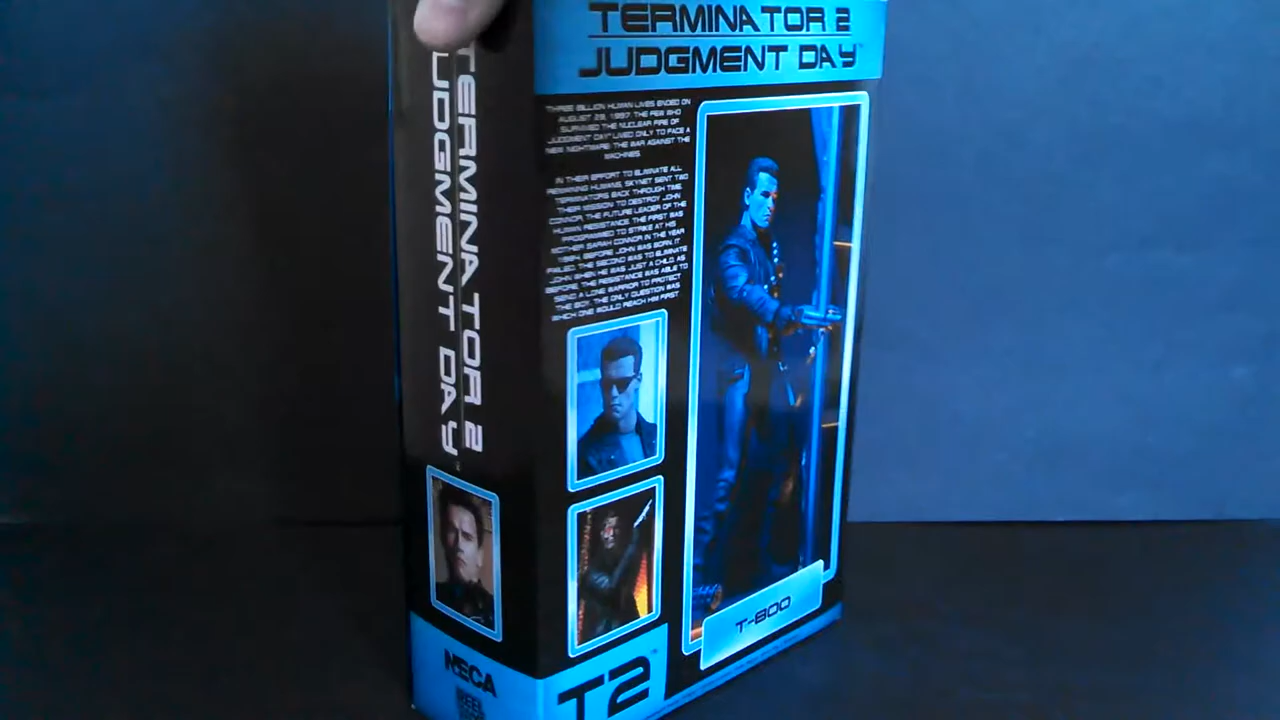 TERMINATOR 2
JUDGMENT DAY
TERMINATOR 2
JUDGMENT DAY™
THREE BILLION HUMAN LIVES ENDED ON
AUGUST 29, 1997. THE FEW WHO
SURVIVED THE NUCLEAR FIRE OF
JUDGMENT DAY LIVED ONLY TO FACE A
NEW NIGHTMARE: THE WAR AGAINST THE
MACHINES.
IN THEIR EFFORT TO ELIMINATE ALL
REMAINING HUMANS, SKYNET SENT TWO
TERMINATORS BACK THROUGH TIME.
THEIR MISSION: TO DESTROY JOHN
CONNOR, THE FUTURE LEADER OF THE
HUMAN RESISTANCE. THE FIRST WAS
PROGRAMMED TO STRIKE AT HIS
MOTHER SARAH CONNOR IN THE YEAR
1984, BEFORE JOHN WAS BORN. IT
FAILED. THE SECOND WAS TO ELIMINATE
JOHN WHEN HE WAS JUST A CHILD. AS
BEFORE, THE RESISTANCE WAS ABLE TO
SEND A LONE WARRIOR TO PROTECT
THE BOY. THE ONLY QUESTION WAS
WHICH ONE WOULD REACH HIM FIRST
T-800
NECA
REEL
T2™